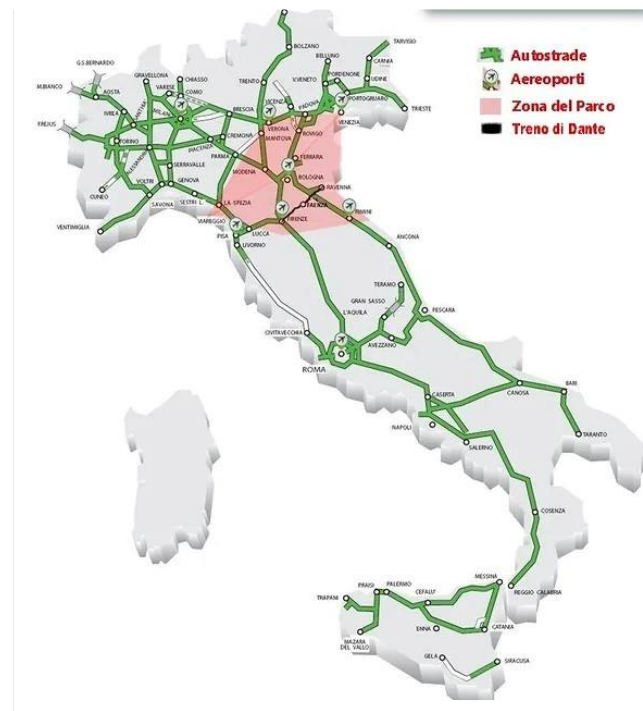 TARVISIO
BOLZANO
BELLUNO
CARNIA
G.S.BERNARDO
GRAVELLONA
CHIASSO
TRENTO
V.VENETO
PORDENONE
UDINE
M.BIANCO
AOSTA
VARESE
COMO
VICENZA
PADOVA
PORTOGRUARO
TRIESTE
IVREA
SANTHIA'
MILANO
BRESCIA
VERONA
VENEZIA
FREJUS
TORINO
CREMONA
MANTOVA
ROVIGO
PIACENZA
ALESSANDRIA
SERRAVALLE
PARMA
FERRARA
MODENA
BOLOGNA
CUNEO
VOLTRI
GENOVA
RAVENNA
SAVONA
SESTRI L.
LA SPEZIA
FAENZA
RIMINI
VENTIMIGLIA
VIAREGGIO
LUCCA
FIRENZE
PISA
LIVORNO
ANCONA
TERAMO
GRAN SASSO
L'AQUILA
PESCARA
CIVITAVECCHIA
AVEZZANO
ROMA
CASERTA
CANOSA
BARI
NAPOLI
SALERNO
TARANTO
COSENZA
MESSINA
REGGIO CALABRIA
TRAPANI
PRAISI
PALERMO
CEFALU'
ENNA
CATANIA
MAZARA
DEL VALLO
GELA
SIRACUSA
Autostrade
Aereoporti
Zona del Parco
Treno di Dante